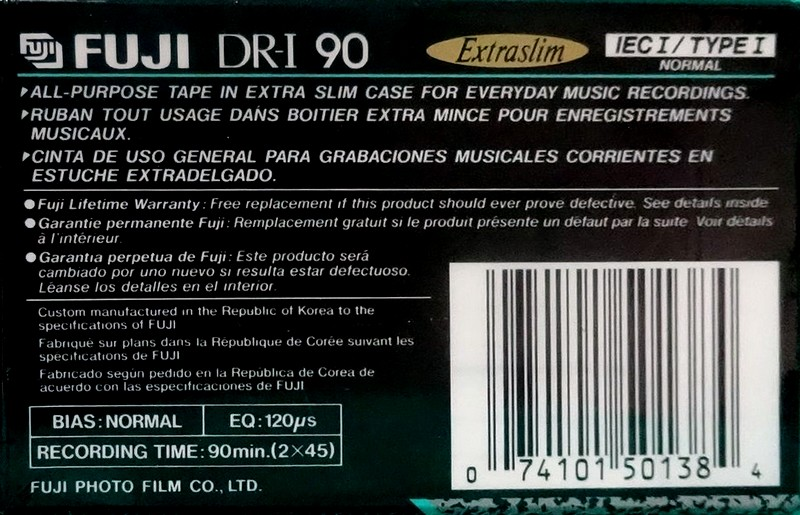 FUJI FUJI DR-I 90 Extraslim IEC I / TYPE I
NORMAL
ALL-PURPOSE TAPE IN EXTRA SLIM CASE FOR EVERYDAY MUSIC RECORDINGS.
RUBAN TOUT USAGE DANS BOITIER EXTRA MINCE POUR ENREGISTREMENTS
MUSICAUX.
CINTA DE USO GENERAL PARA GRABACIONES MUSICALES CORRIENTES EN
ESTUCHE EXTRADELGADO.
● Fuji Lifetime Warranty : Free replacement if this product should ever prove defective. See details inside
● Garantie permanente Fuji : Remplacement gratuit si le produit présente un défaut par la suite. Voir détails
à l'intérieur.
● Garantia perpetua de Fuji : Este producto será
cambiado por uno nuevo si resulta estar defectuoso.
Léanse los detalles en el interior.
Custom manufactured in the Republic of Korea to the
specifications of FUJI
Fabriqué sur plans dans la République de Corée suivant les
specifications de FUJI
Fabricado según pedido en la República de Corea de
acuerdo con las especificaciones de FUJI
BIAS: NORMAL EQ: 120µs
RECORDING TIME: 90min.(2×45)
FUJI PHOTO FILM CO., LTD.
0 74101 50138 4